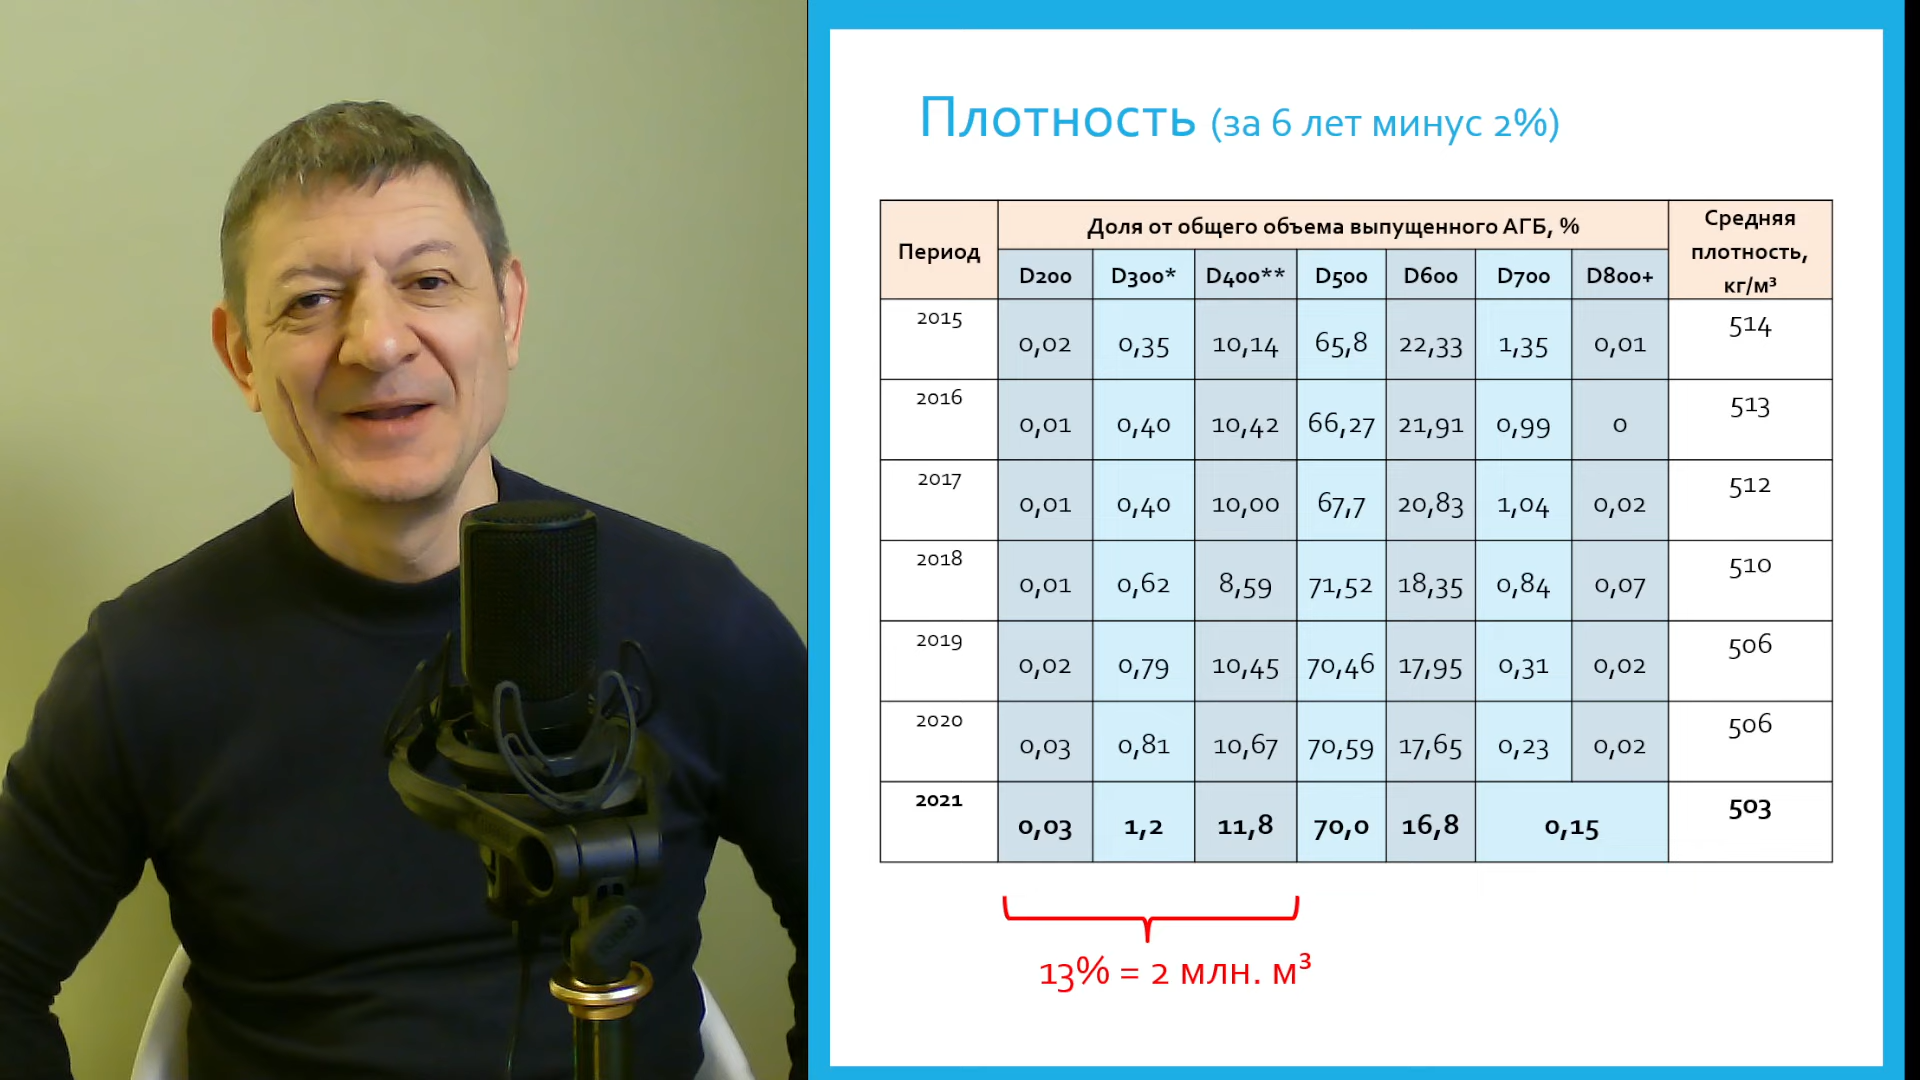 Плотность (за 6 лет минус 2%)
Период Доля от общего объема выпущенного АГБ, % Средняя плотность, кг/м³
D200 D300* D400** D500 D600 D700 D800+
2015 0,02 0,35 10,14 65,8 22,33 1,35 0,01 514
2016 0,01 0,40 10,42 66,27 21,91 0,99 0 513
2017 0,01 0,40 10,00 67,7 20,83 1,04 0,02 512
2018 0,01 0,62 8,59 71,52 18,35 0,84 0,07 510
2019 0,02 0,79 10,45 70,46 17,95 0,31 0,02 506
2020 0,03 0,81 10,67 70,59 17,65 0,23 0,02 506
2021 0,03 1,2 11,8 70,0 16,8 0,15 503
13% = 2 млн. м³